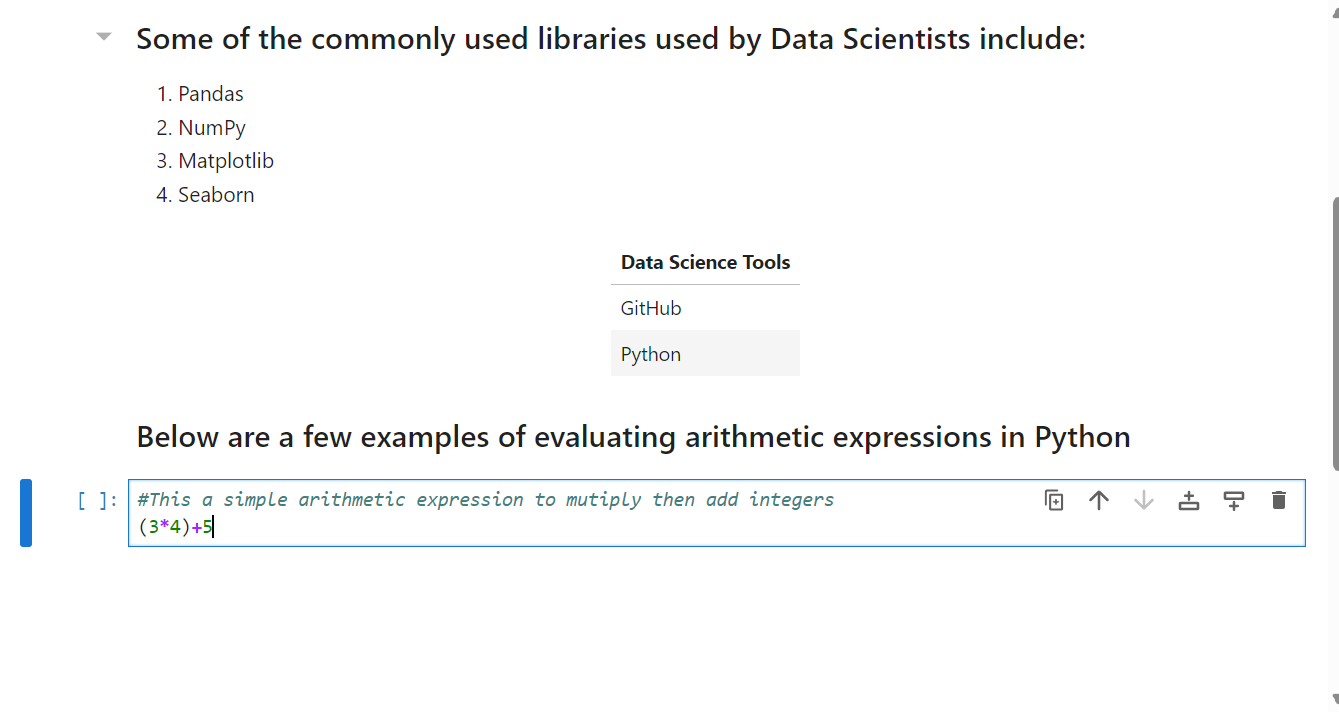 Some of the commonly used libraries used by Data Scientists include:
1. Pandas
2. NumPy
3. Matplotlib
4. Seaborn
Data Science Tools
GitHub
Python
Below are a few examples of evaluating arithmetic expressions in Python
[ ]: #This a simple arithmetic expression to mutiply then add integers
(3*4)+5